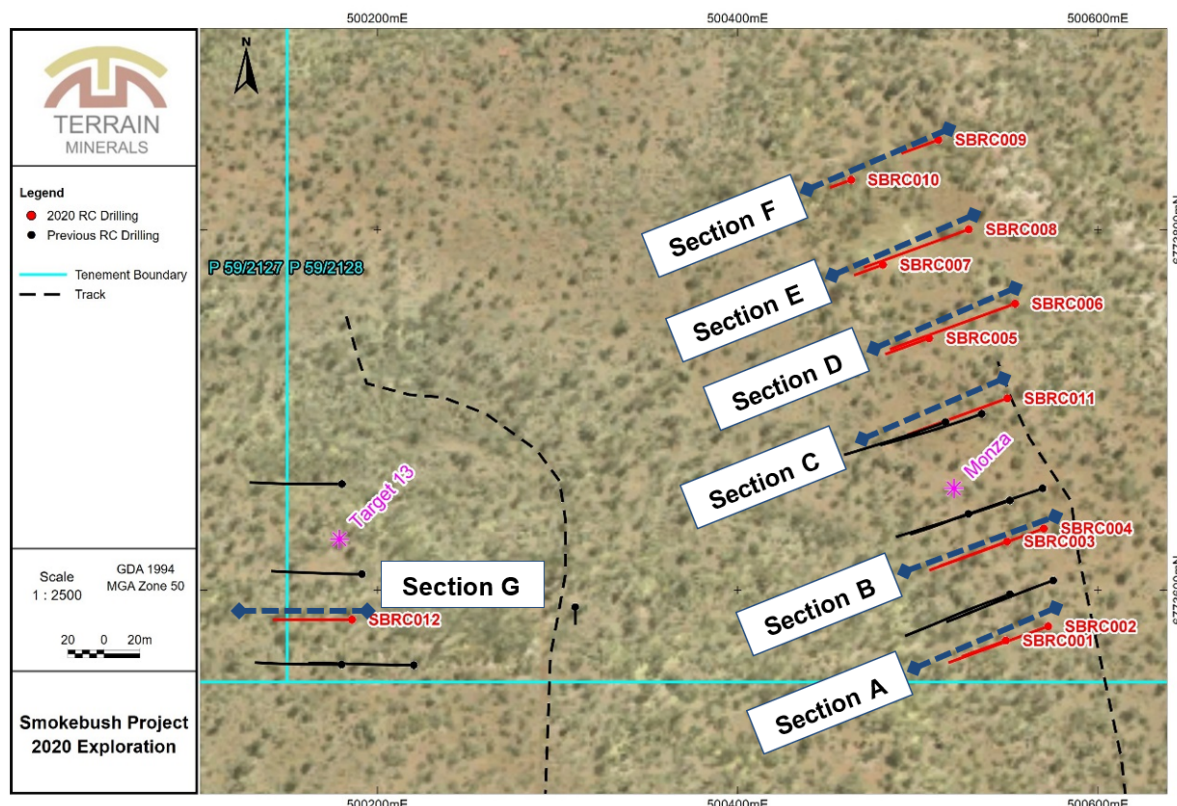 500200mE
500400mE
500600mE
TERRAIN
MINERALS
Legend
2020 RC Drilling
Previous RC Drilling
Tenement Boundary
Track
Scale
1 : 2500
GDA 1994
MGA Zone 50
20 0 20m
Smokebush Project
2020 Exploration
N
P 59/2127
P 59/2128
SBRC009
SBRC010
Section F
SBRC008
SBRC007
Section E
SBRC006
SBRC005
Section D
SBRC011
Section C
Monza
SBRC004
SBRC003
Section B
SBRC002
SBRC001
Section A
Target 13
Section G
SBRC012
6772800mN
6772600mN
500200mE
500400mE
500600mE